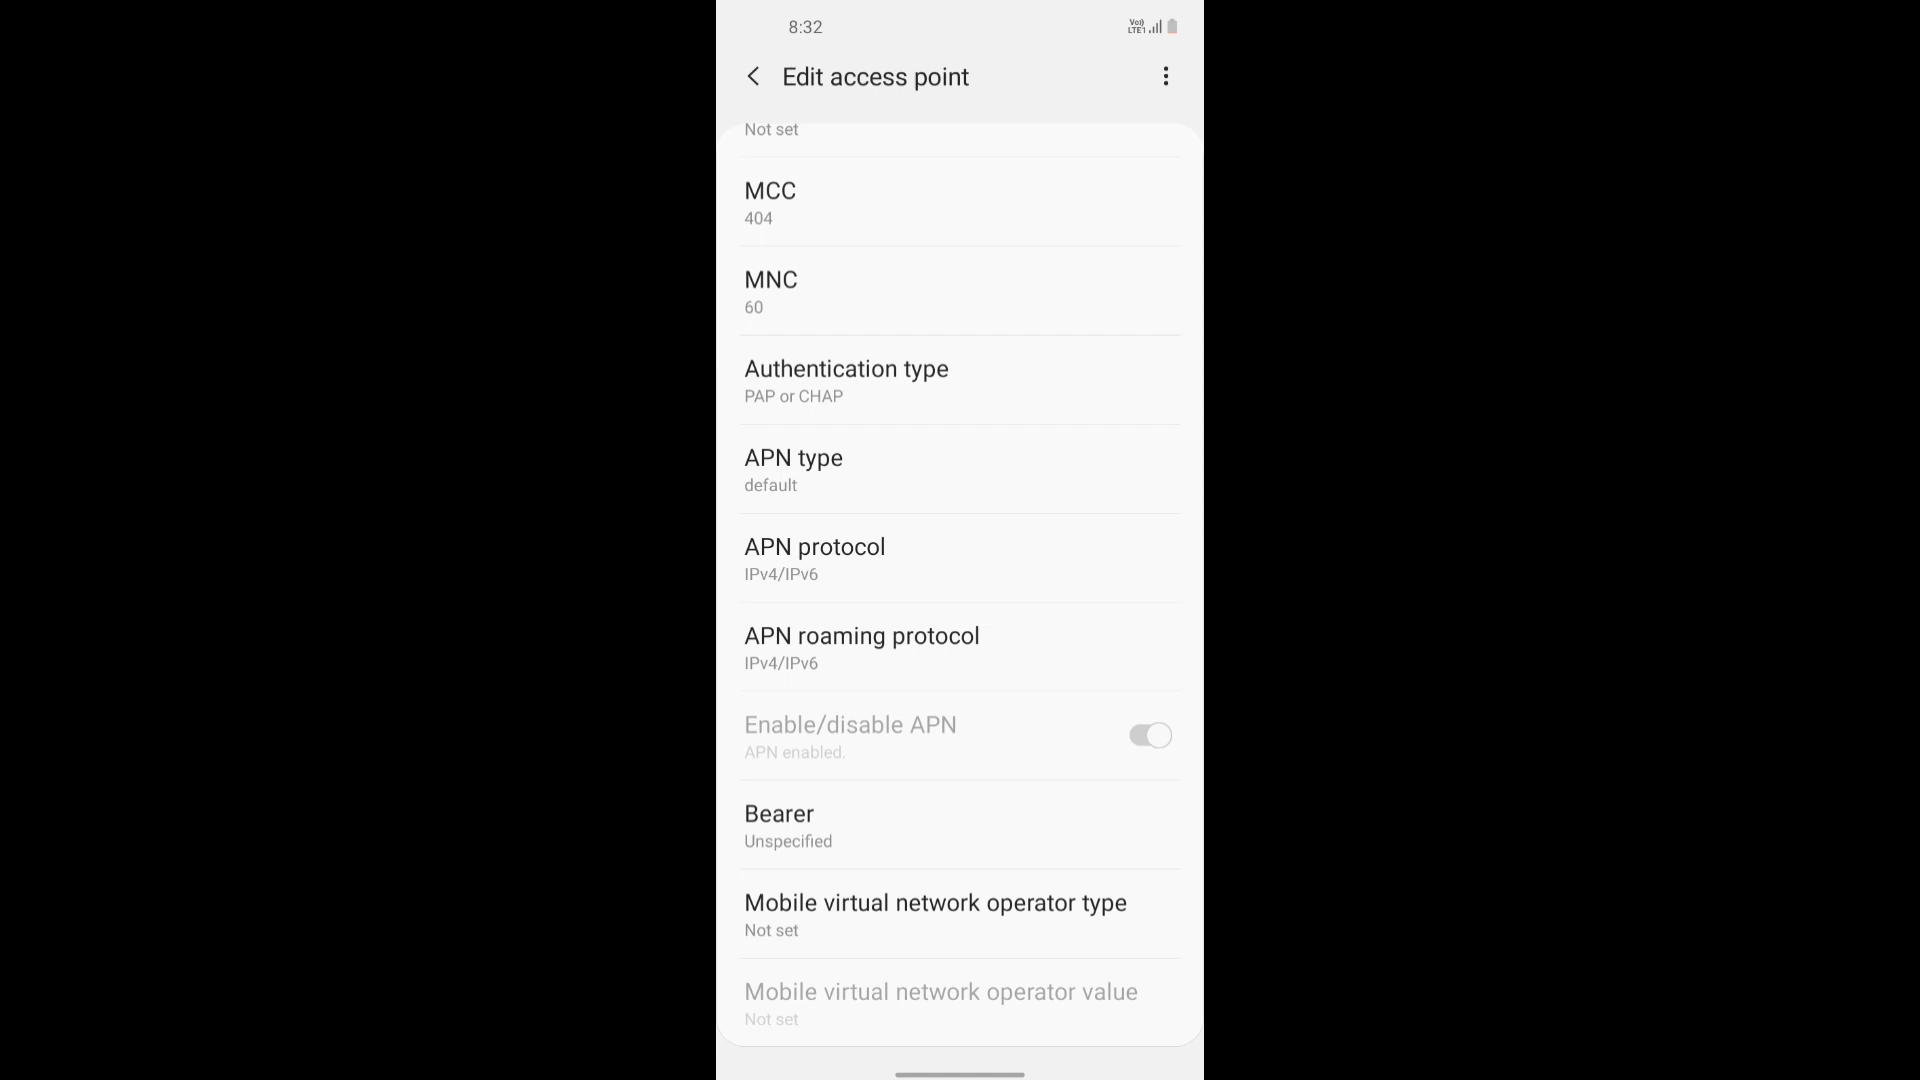 8:32
Vo)) LTE1
Edit access point
Not set
MCC
404
MNC
60
Authentication type
PAP or CHAP
APN type
default
APN protocol
IPv4/IPv6
APN roaming protocol
IPv4/IPv6
Enable/disable APN
APN enabled.
Bearer
Unspecified
Mobile virtual network operator type
Not set
Mobile virtual network operator value
Not set